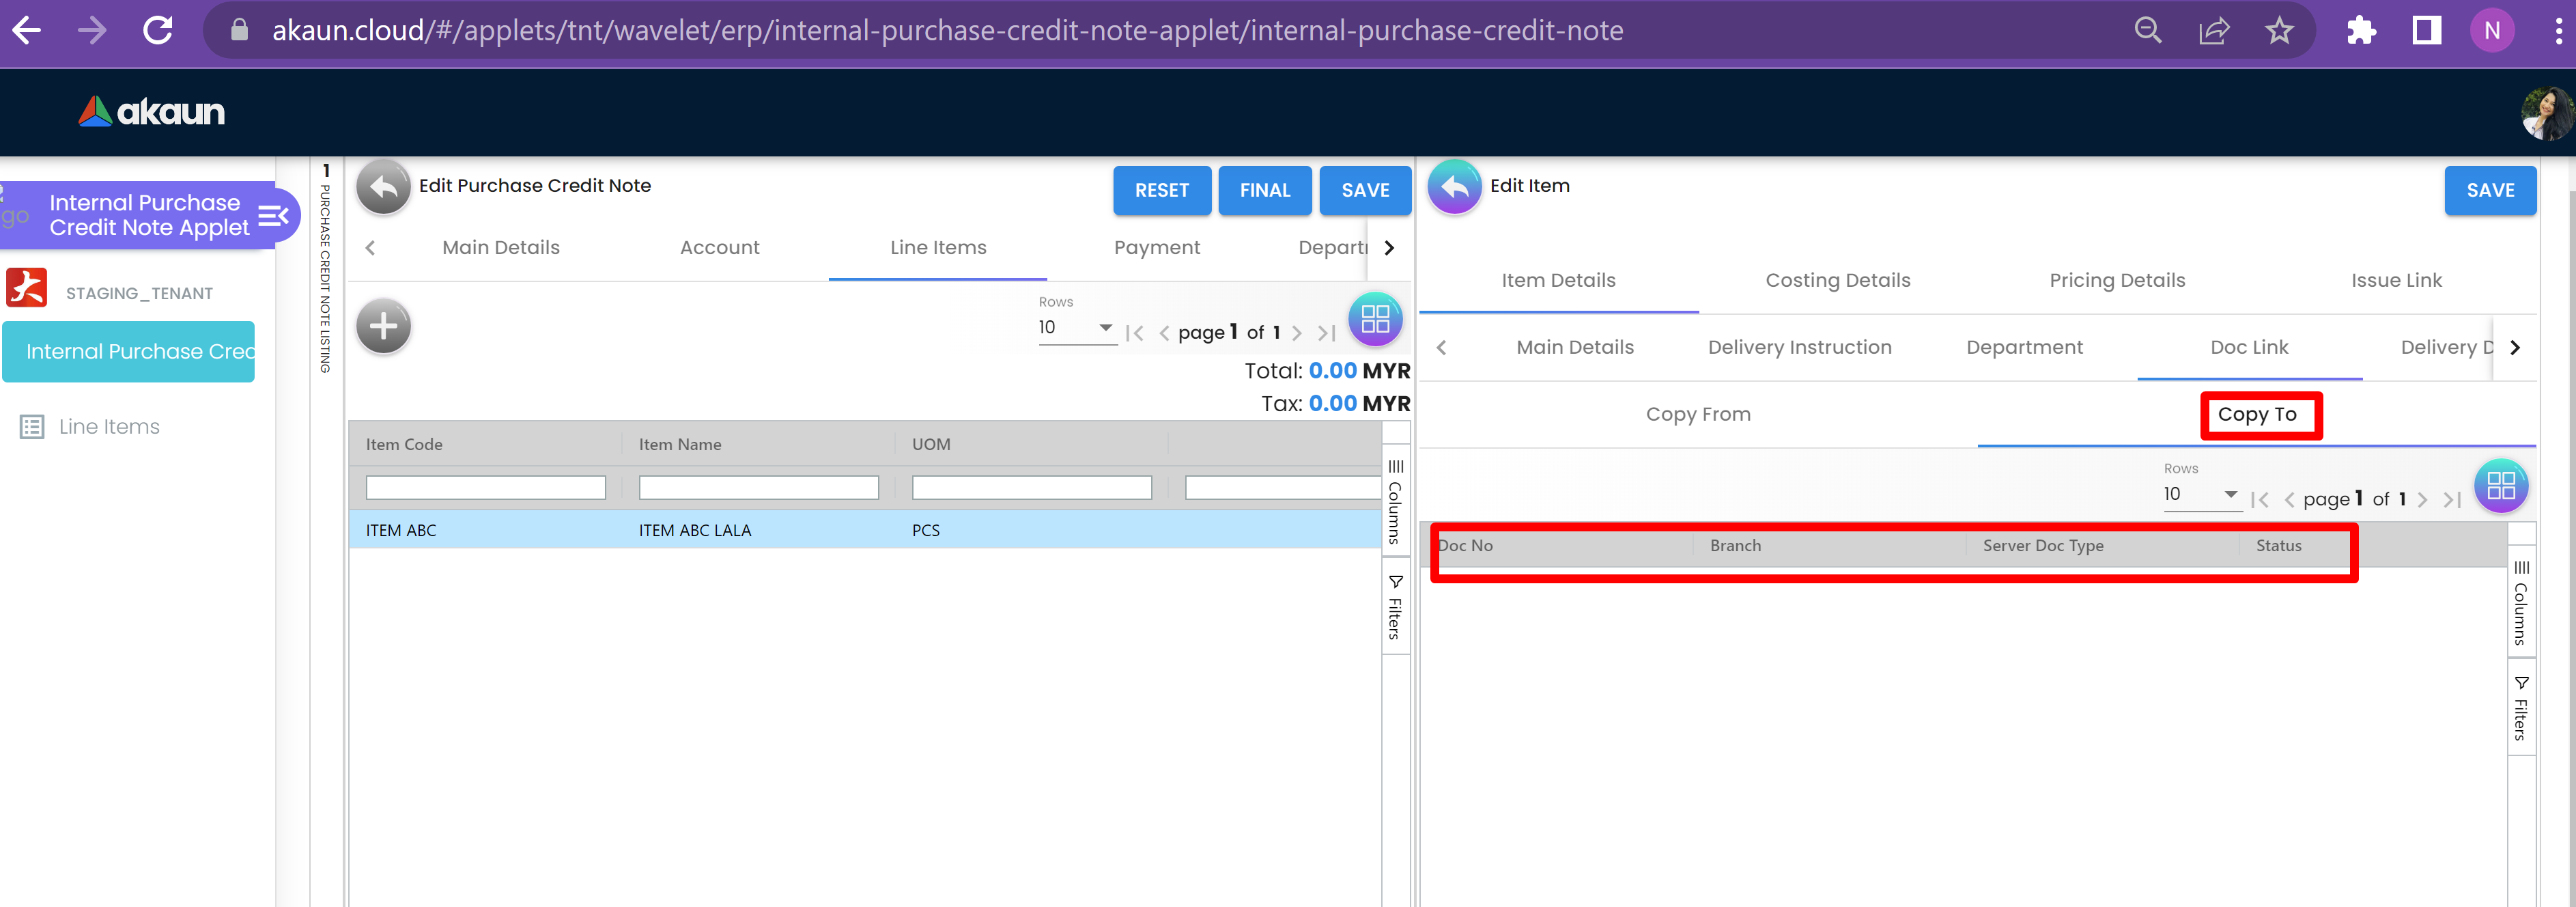 akaun.cloud/#/applets/tnt/wavelet/erp/internal-purchase-credit-note-applet/internal-purchase-credit-note
N
akaun
go
Internal Purchase
Credit Note Applet
STAGING_TENANT
Internal Purchase Cred
Line Items
1 PURCHASE CREDIT NOTE LISTING
Edit Purchase Credit Note
RESET
FINAL
SAVE
Main Details
Account
Line Items
Payment
Departr
Rows
10
page 1 of 1
Total: 0.00 MYR
Tax: 0.00 MYR
Item Code
Item Name
UOM
ITEM ABC
ITEM ABC LALA
PCS
Columns
Filters
Edit Item
SAVE
Item Details
Costing Details
Pricing Details
Issue Link
Main Details
Delivery Instruction
Department
Doc Link
Delivery D
Copy From
Copy To
Rows
10
page 1 of 1
Doc No
Branch
Server Doc Type
Status
Columns
Filters